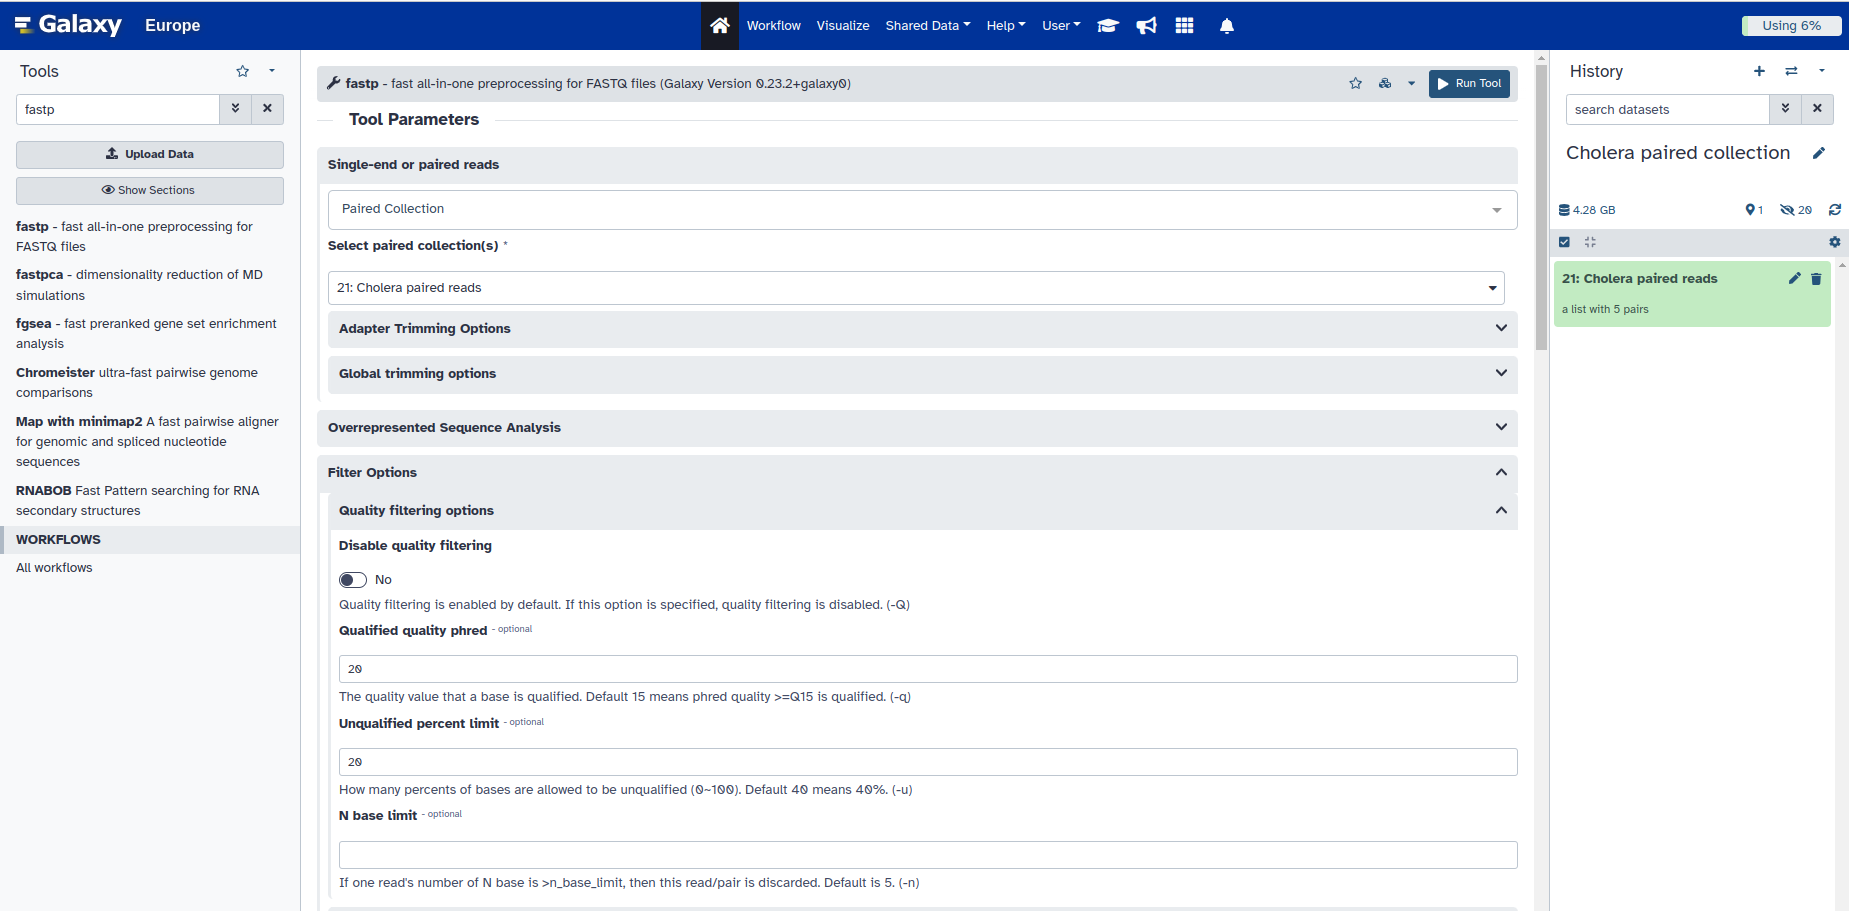 Galaxy Europe
Workflow Visualize Shared Data Help User
Using 6%
Tools
fastp
Upload Data
Show Sections
fastp - fast all-in-one preprocessing for
FASTQ files
fastpca - dimensionality reduction of MD
simulations
fgsea - fast preranked gene set enrichment
analysis
Chromeister ultra-fast pairwise genome
comparisons
Map with minimap2 A fast pairwise aligner
for genomic and spliced nucleotide
sequences
RNABOB Fast Pattern searching for RNA
secondary structures
WORKFLOWS
All workflows
fastp - fast all-in-one preprocessing for FASTQ files (Galaxy Version 0.23.2+galaxy0)
Run Tool
Tool Parameters
Single-end or paired reads
Paired Collection
Select paired collection(s) *
21: Cholera paired reads
Adapter Trimming Options
Global trimming options
Overrepresented Sequence Analysis
Filter Options
Quality filtering options
Disable quality filtering
No
Quality filtering is enabled by default. If this option is specified, quality filtering is disabled. (-Q)
Qualified quality phred - optional
20
The quality value that a base is qualified. Default 15 means phred quality >=Q15 is qualified. (-q)
Unqualified percent limit - optional
20
How many percents of bases are allowed to be unqualified (0~100). Default 40 means 40%. (-u)
N base limit - optional
If one read's number of N base is >n_base_limit, then this read/pair is discarded. Default is 5. (-n)
History
search datasets
Cholera paired collection
4.28 GB
1
20
21: Cholera paired reads
a list with 5 pairs